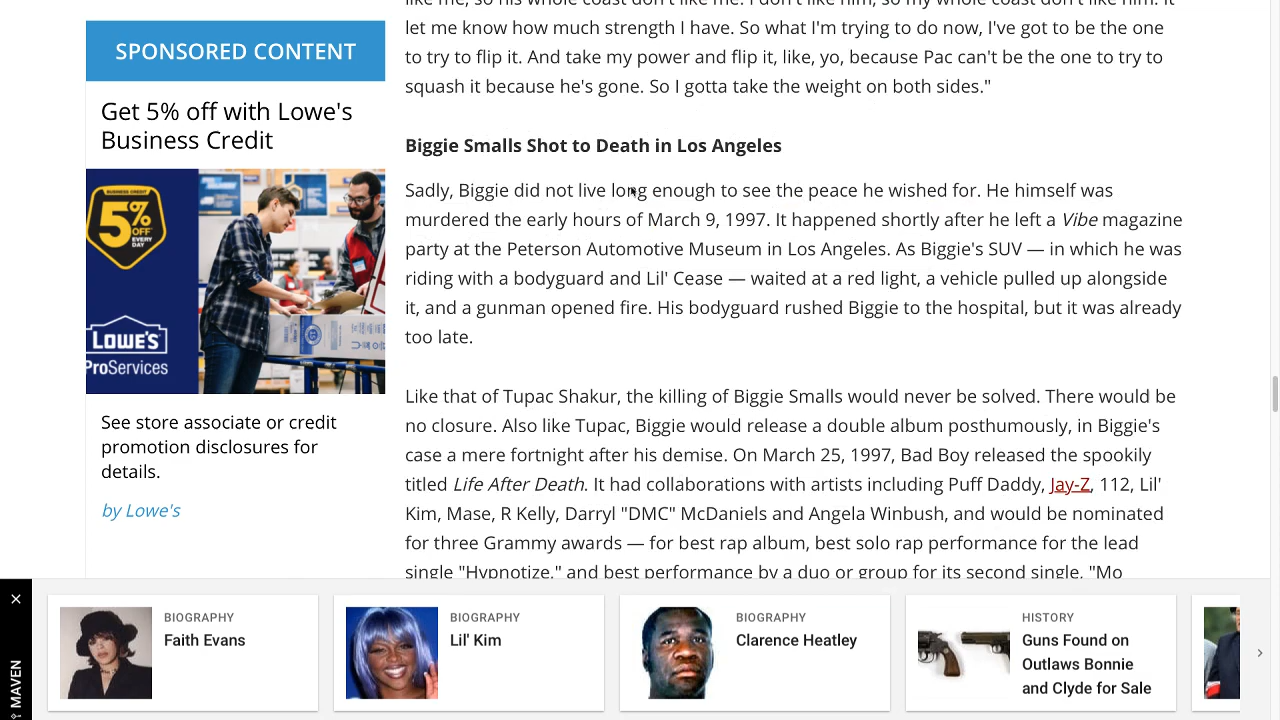 like me, so his whole coast don't like me. I don't like him, so my whole coast don't like him. It
let me know how much strength I have. So what I'm trying to do now, I've got to be the one
to try to flip it. And take my power and flip it, like, yo, because Pac can't be the one to try to
squash it because he's gone. So I gotta take the weight on both sides."
SPONSORED CONTENT
Get 5% off with Lowe's
Business Credit
BUSINESS CREDIT
5%
OFF*
EVERY
DAY
LOWE'S
ProServices
See store associate or credit
promotion disclosures for
details.
by Lowe's
Biggie Smalls Shot to Death in Los Angeles
Sadly, Biggie did not live long enough to see the peace he wished for. He himself was
murdered the early hours of March 9, 1997. It happened shortly after he left a Vibe magazine
party at the Peterson Automotive Museum in Los Angeles. As Biggie's SUV — in which he was
riding with a bodyguard and Lil' Cease — waited at a red light, a vehicle pulled up alongside
it, and a gunman opened fire. His bodyguard rushed Biggie to the hospital, but it was already
too late.
Like that of Tupac Shakur, the killing of Biggie Smalls would never be solved. There would be
no closure. Also like Tupac, Biggie would release a double album posthumously, in Biggie's
case a mere fortnight after his demise. On March 25, 1997, Bad Boy released the spookily
titled Life After Death. It had collaborations with artists including Puff Daddy, Jay-Z, 112, Lil'
Kim, Mase, R Kelly, Darryl "DMC" McDaniels and Angela Winbush, and would be nominated
for three Grammy awards — for best rap album, best solo rap performance for the lead
single "Hypnotize," and best performance by a duo or group for its second single, "Mo
MAVEN
BIOGRAPHY
Faith Evans
BIOGRAPHY
Lil' Kim
BIOGRAPHY
Clarence Heatley
HISTORY
Guns Found on
Outlaws Bonnie
and Clyde for Sale